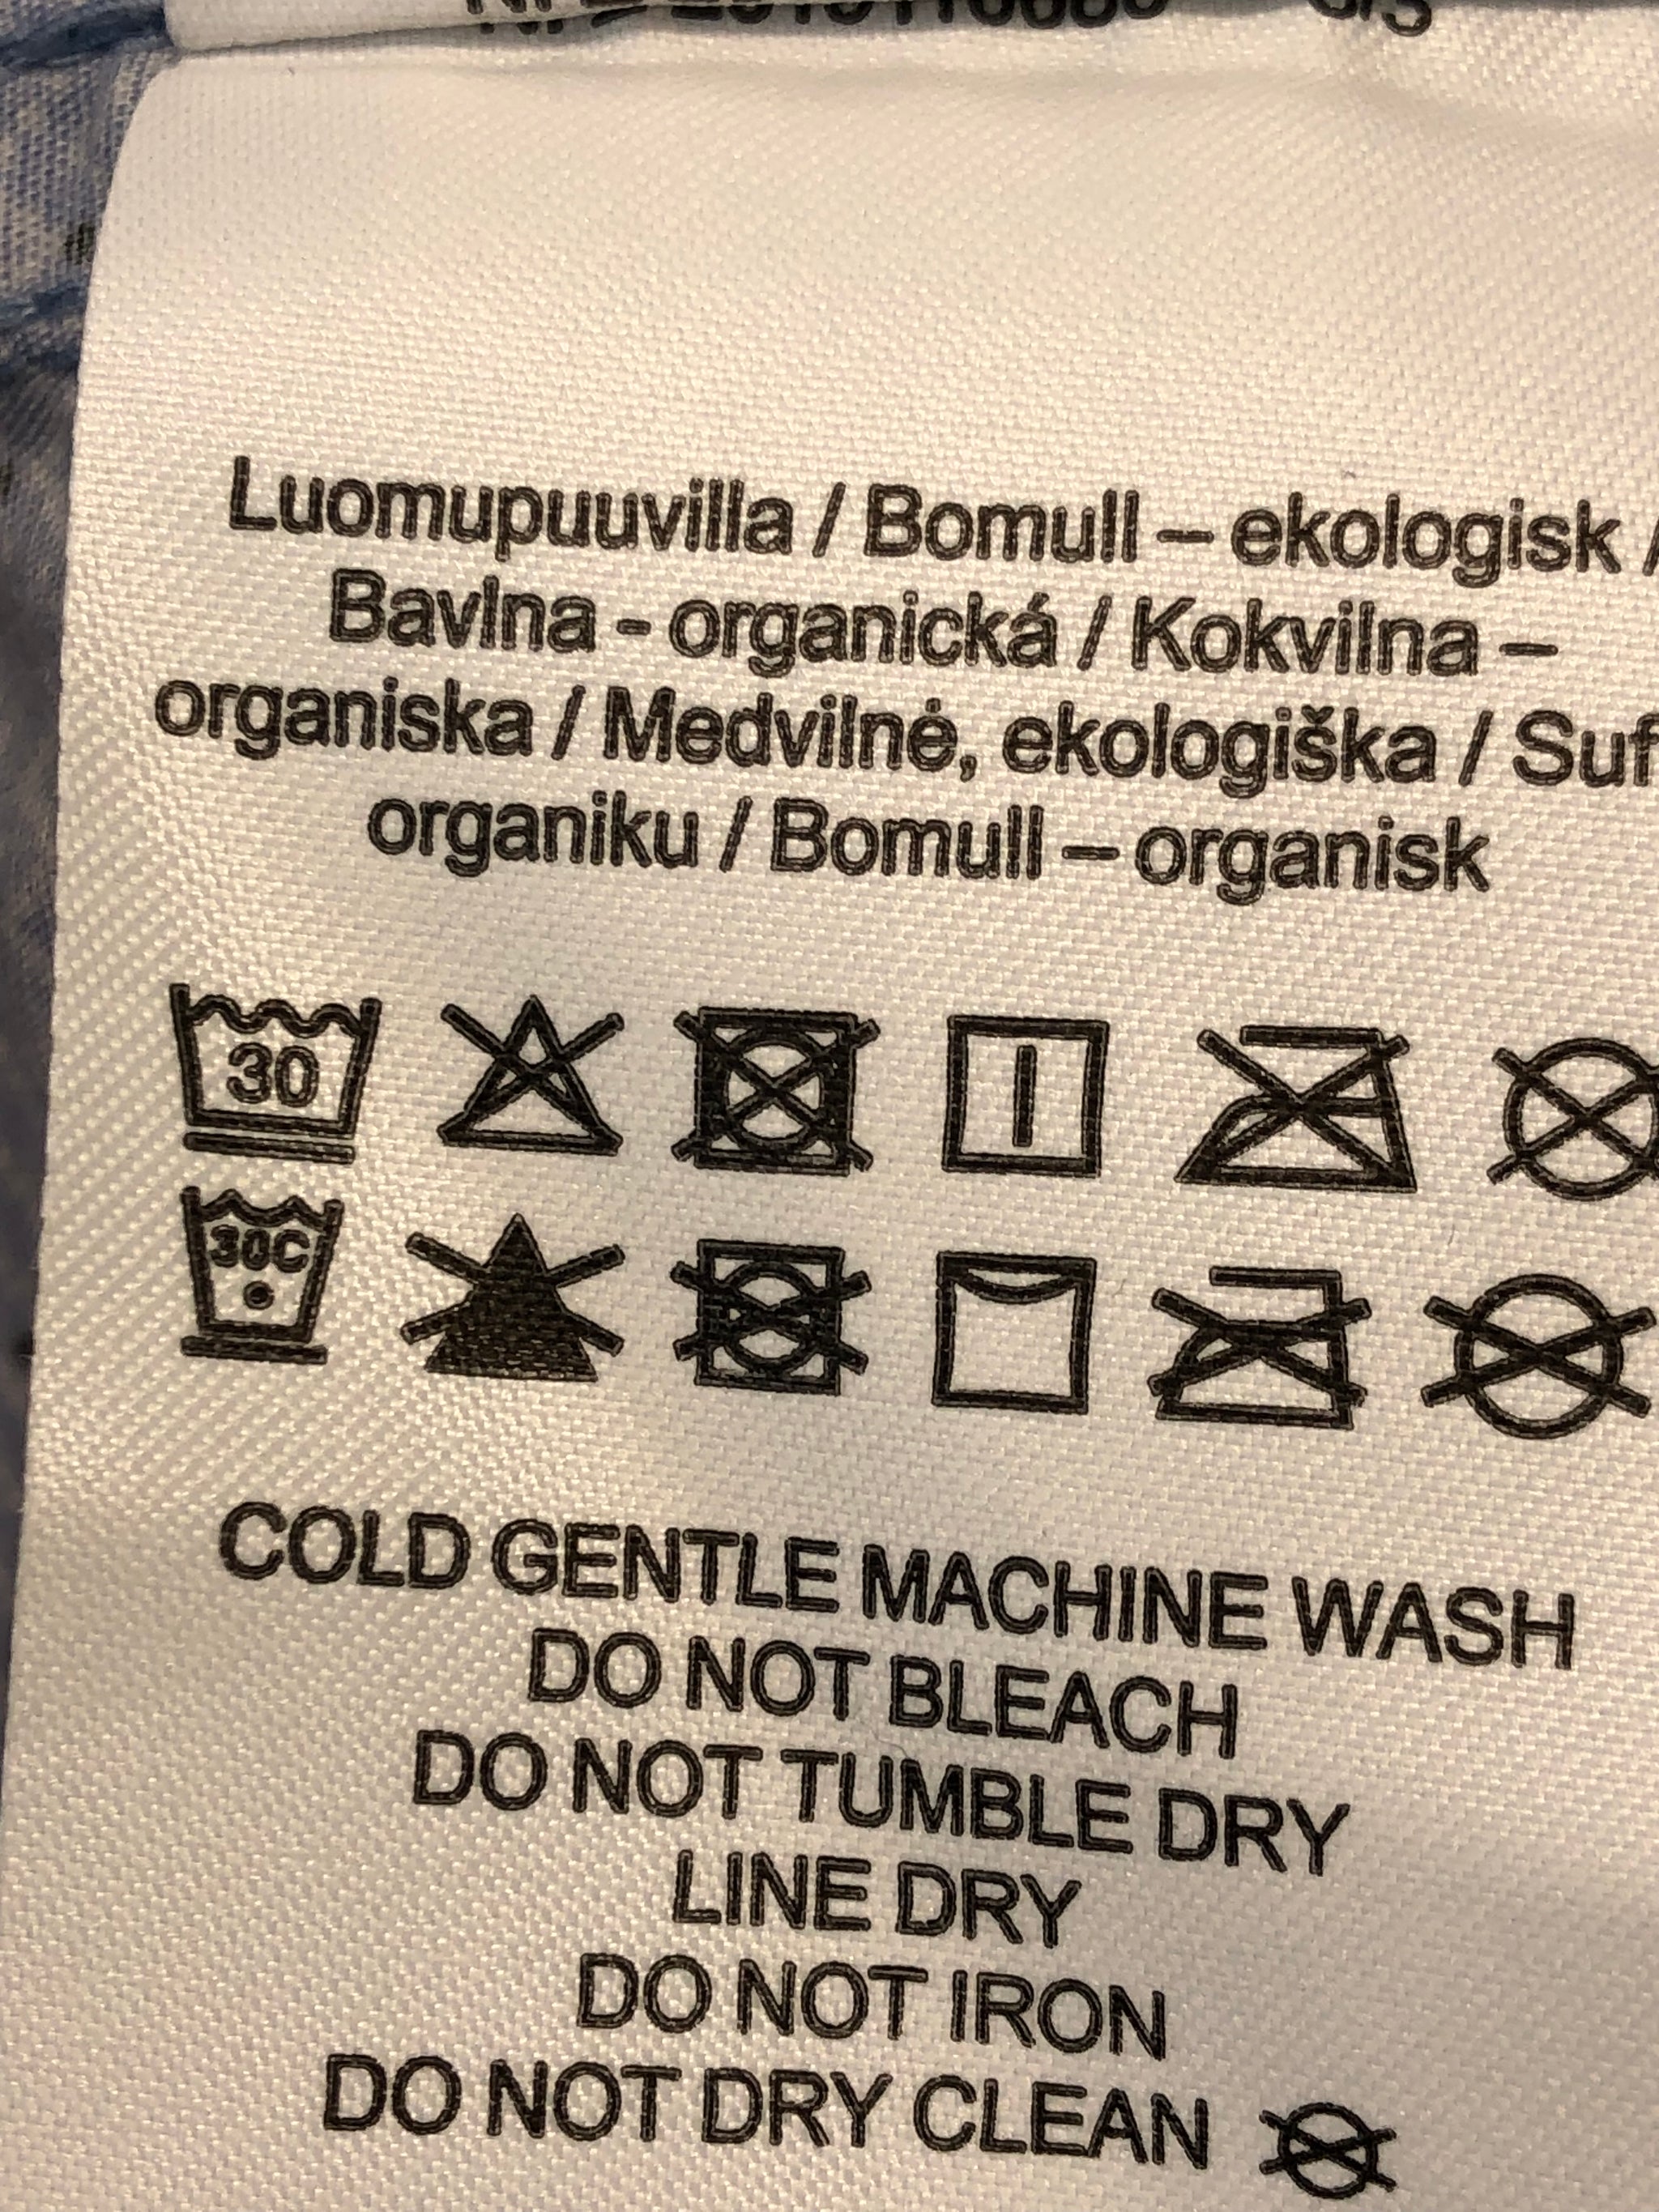 Luomupuuvilla / Bomull – ekologisk /
Bavlna - organická / Kokvilna –
organiska / Medvilnė, ekologiška / Suf
organiku / Bomull – organisk
30
30C
COLD GENTLE MACHINE WASH
DO NOT BLEACH
DO NOT TUMBLE DRY
LINE DRY
DO NOT IRON
DO NOT DRY CLEAN